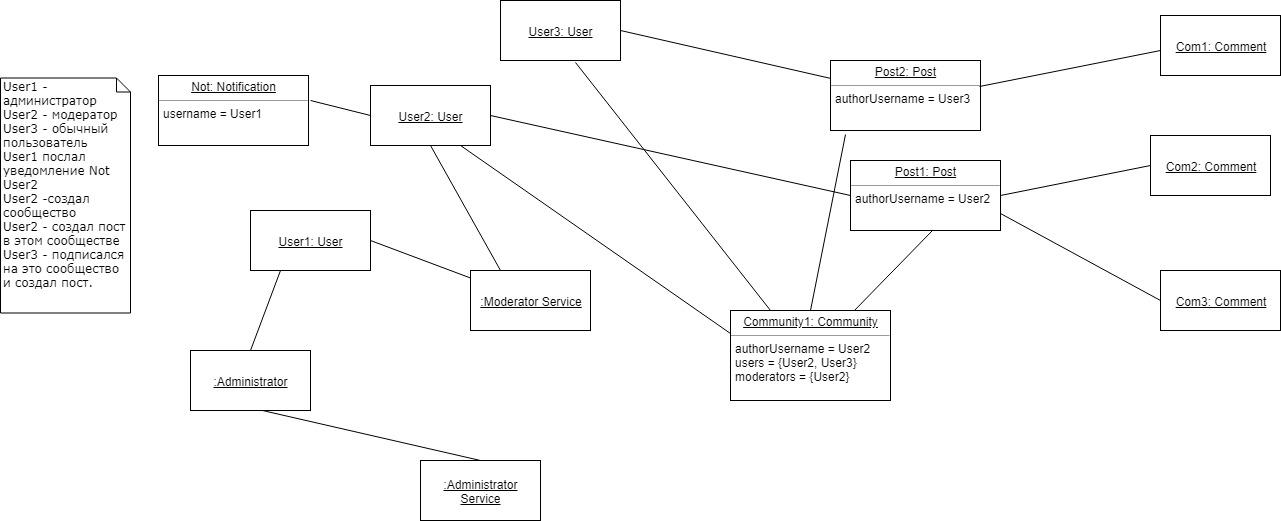 User3: User
Com1: Comment
Post2: Post
authorUsername = User3
User1 -
администратор
User2 - модератор
User3 - обычный
пользователь
User1 послал
уведомление Not
User2
User2 -создал
сообщество
User2 - создал пост
в этом сообществе
User3 - подписался
на это сообщество
и создал пост.
Not: Notification
username = User1
User2: User
Com2: Comment
Post1: Post
authorUsername = User2
User1: User
:Moderator Service
Com3: Comment
Community1: Community
authorUsername = User2
users = {User2, User3}
moderators = {User2}
:Administrator
:Administrator
Service